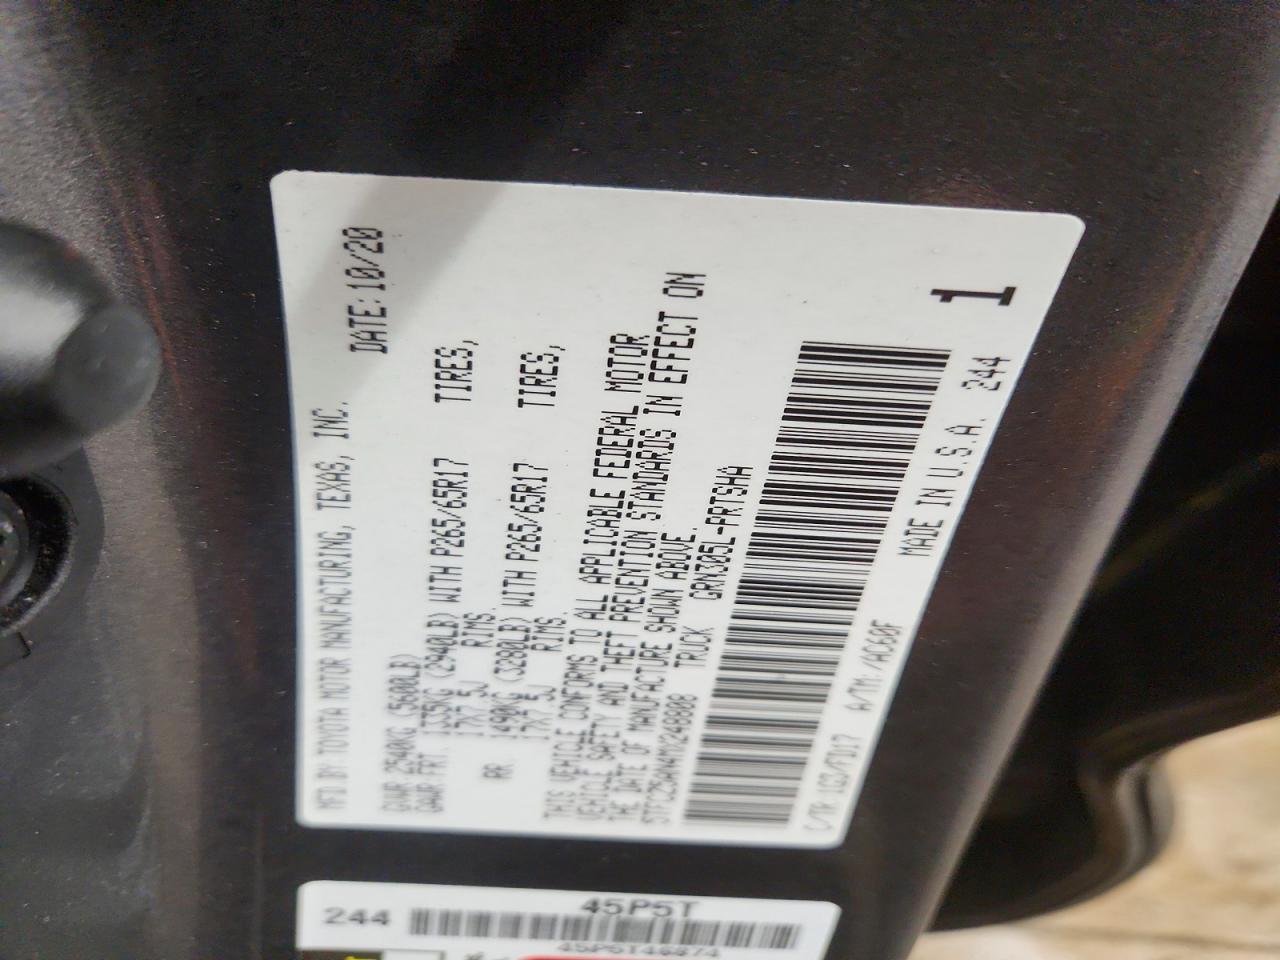 MFD BY: TOYOTA MOTOR MANUFACTURING, TEXAS, INC.
DATE: 10/20
GVWR 2540KG (5600LB)
GAWR FRT. 1335KG (2940LB) WITH P265/65R17 TIRES,
17X7.5J RIMS.
RR. 1490KG (3280LB) WITH P265/65R17 TIRES,
17X7.5J RIMS.
THIS VEHICLE CONFORMS TO ALL APPLICABLE FEDERAL MOTOR
VEHICLE SAFETY AND THEFT PREVENTION STANDARDS IN EFFECT ON
THE DATE OF MANUFACTURE SHOWN ABOVE.
TRUCK GRN305L-PRTSHA
1
C/TR: 1G3/FD17 A/TM: /AC60F MADE IN U.S.A. 244
244 45P5T